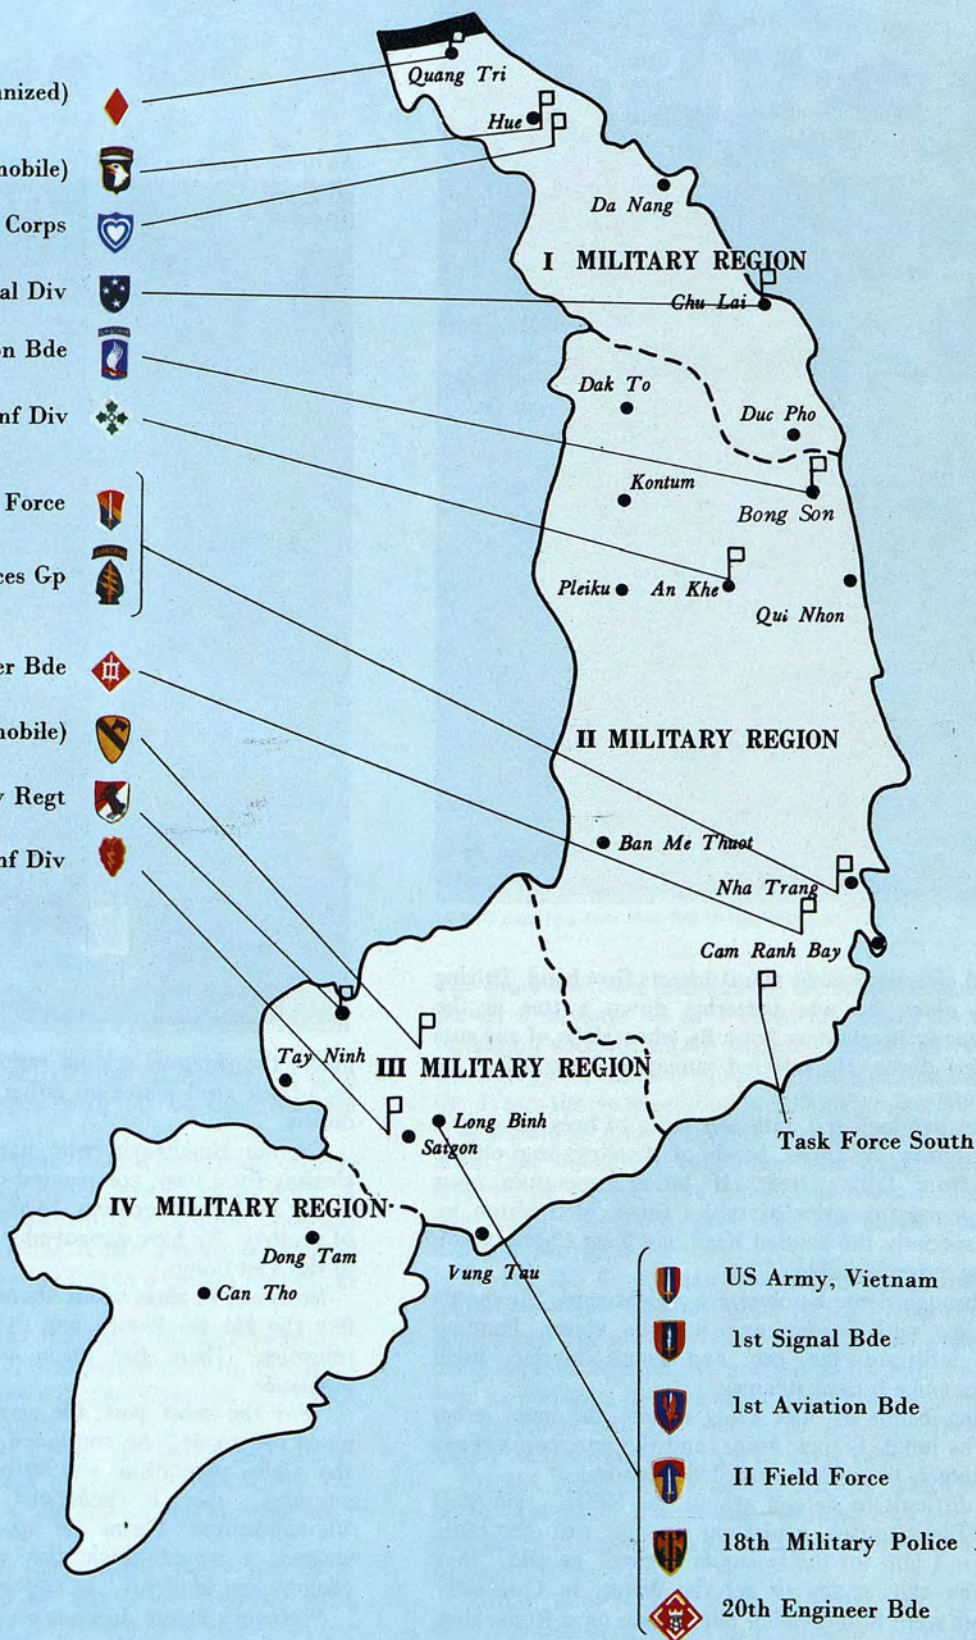 nized)
nobile)
Corps
al Div
on Bde
nf Div
Force
ces Gp
er Bde
nobile)
y Regt
nf Div
Quang Tri
Hue
Da Nang
I MILITARY REGION
Chu Lai
Dak To
Duc Pho
Kontum
Bong Son
Pleiku
An Khe
Qui Nhon
II MILITARY REGION
Ban Me Thuot
Nha Trang
Cam Ranh Bay
Tay Ninh
III MILITARY REGION
Long Binh
Saigon
Task Force South
IV MILITARY REGION
Dong Tam
Can Tho
Vung Tau
US Army, Vietnam
1st Signal Bde
1st Aviation Bde
II Field Force
18th Military Police
20th Engineer Bde